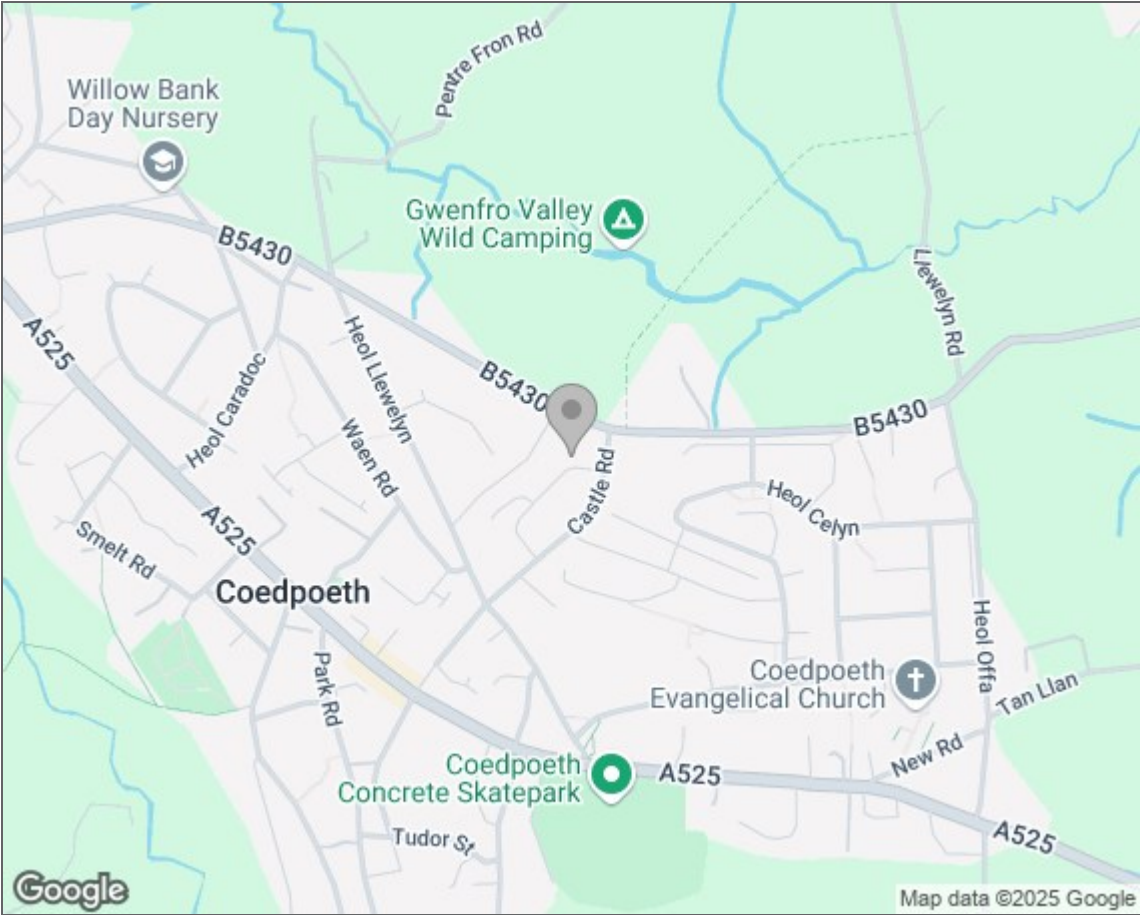 Pentre Fron Rd
Willow Bank
Day Nursery
Gwenfro Valley
Wild Camping
B5430
Llewelyn Rd
A525
Heol Llewelyn
B5430
Heol Caradoc
B5430
Waen Rd
Castle Rd
Heol Celyn
A525
Smelt Rd
Coedpoeth
Heol Offa
Park Rd
Coedpoeth
Evangelical Church
Tan Llan
New Rd
Coedpoeth
Concrete Skatepark
A525
Tudor St
A525
Google
Map data ©2025 Google